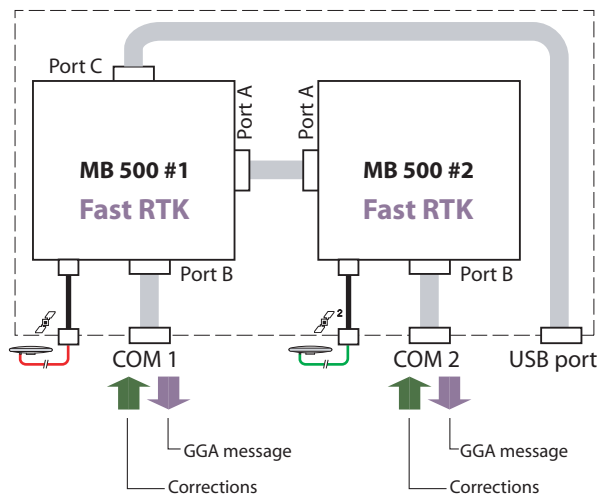 Port C
Port A
Port A
MB 500 #1
Fast RTK
MB 500 #2
Fast RTK
Port B
Port B
2
COM 1
COM 2
USB port
GGA message
GGA message
Corrections
Corrections